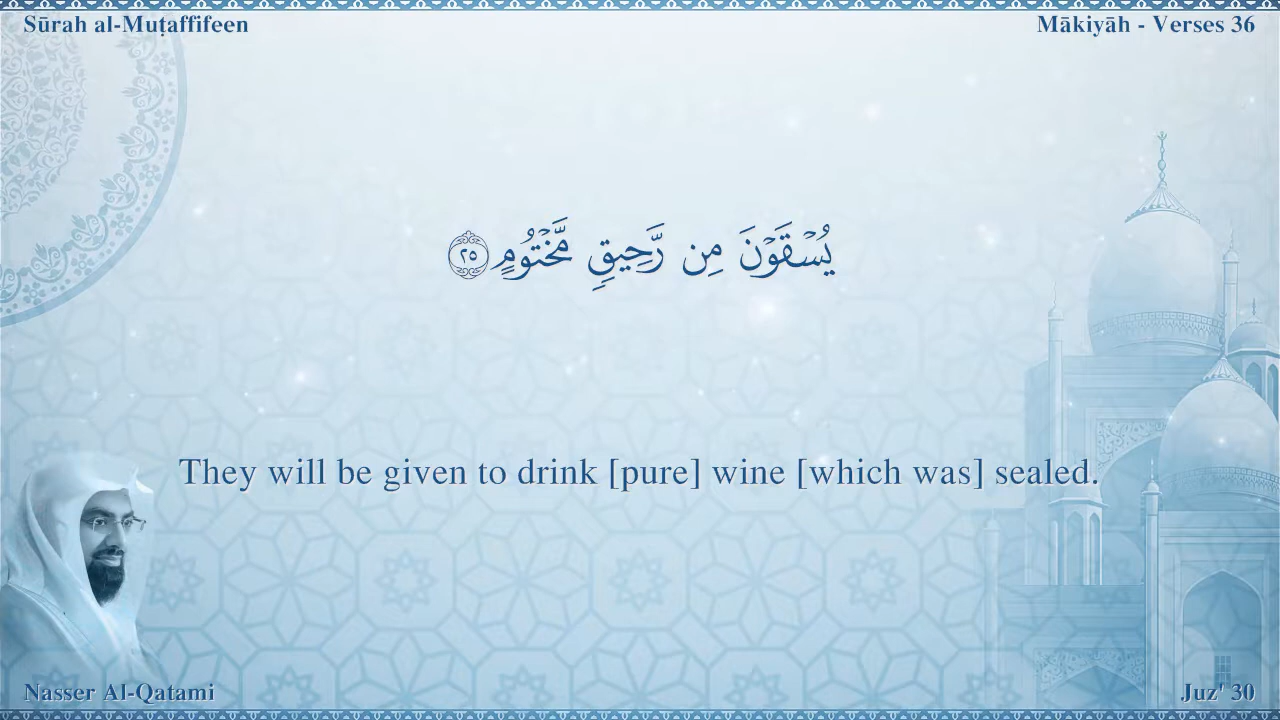 Sūrah al-Muṭaffifeen
Mākiyāh - Verses 36
يُسۡقَوۡنَ مِن رَّحِيقٖ مَّخۡتُومٍ ٢٥
They will be given to drink [pure] wine [which was] sealed.
Nasser Al-Qatami
Juz' 30